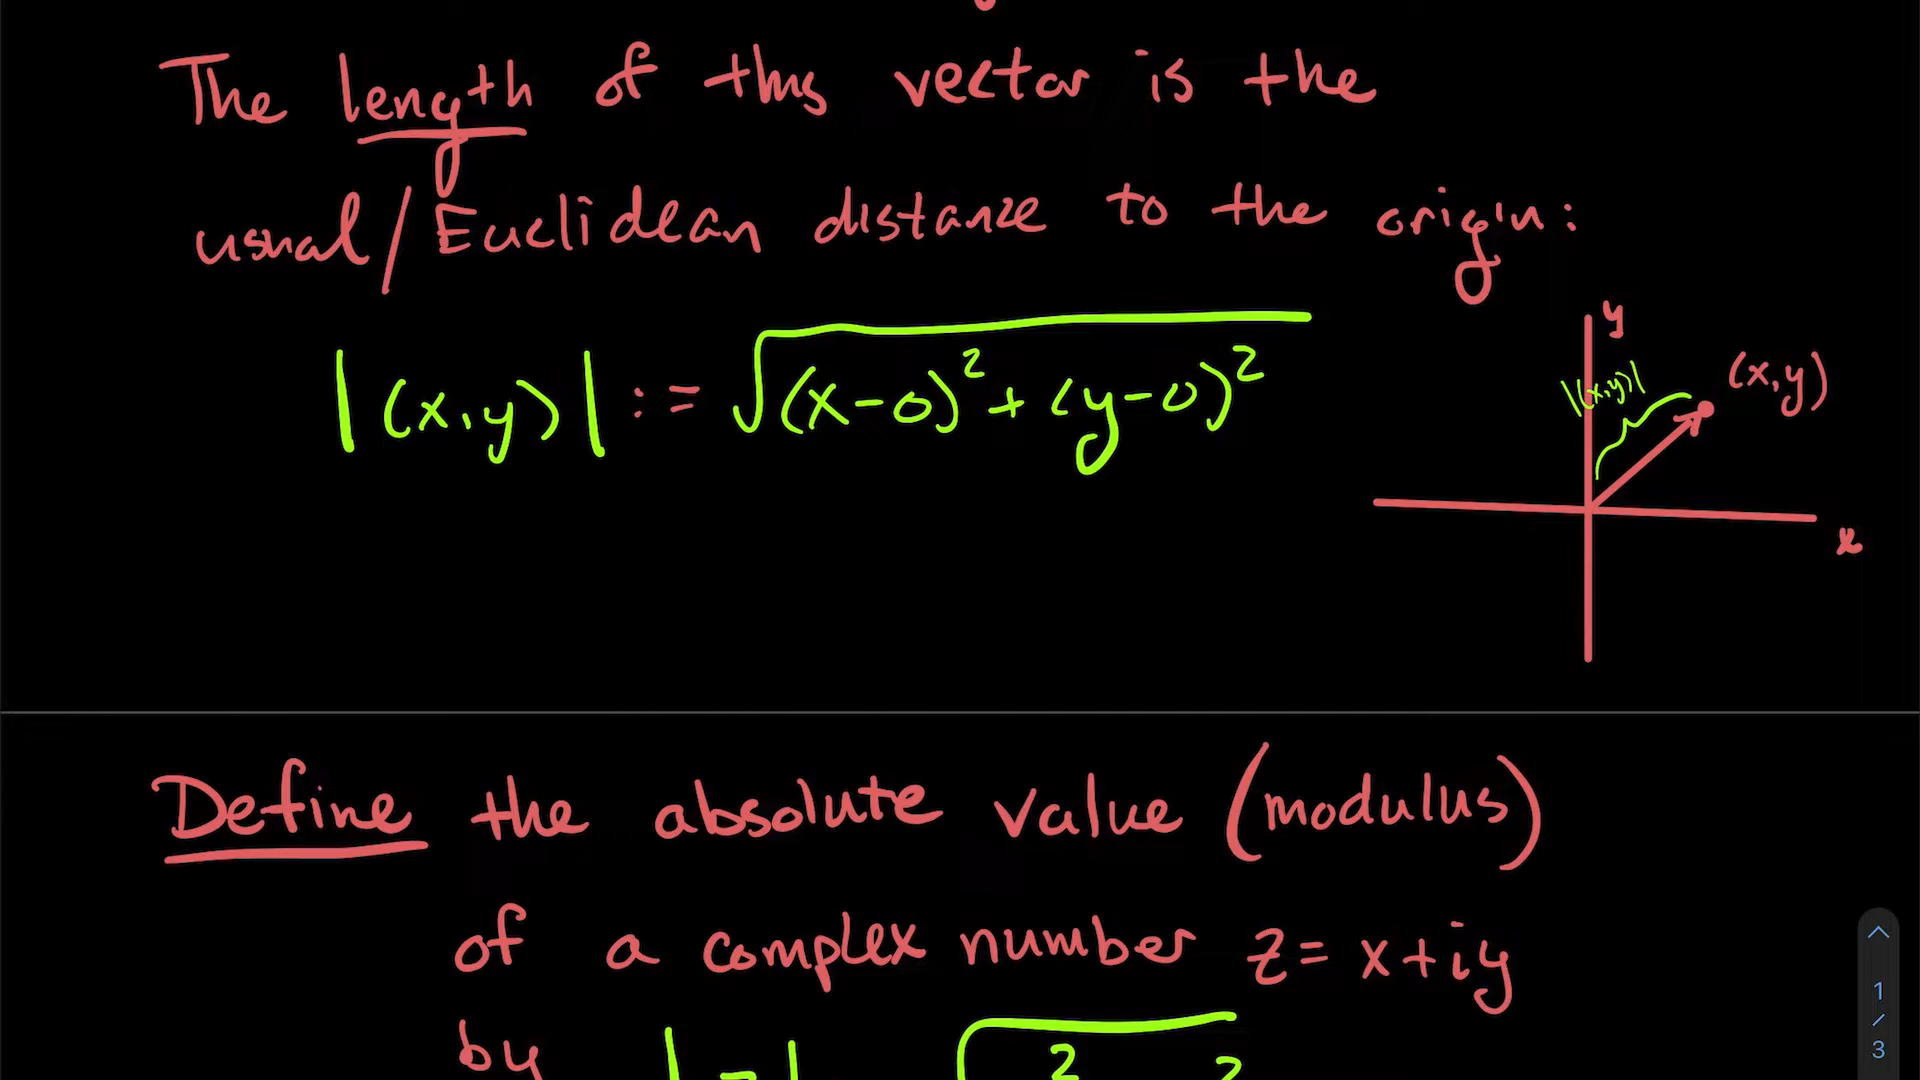 The length of this vector is the
usual/Euclidean distance to the origin:
|(x,y)| := √((x-0)² + (y-0)²)
y
|(x,y)|
(x,y)
x
Define the absolute value (modulus)
of a complex number z = x+iy
by
1
/
3